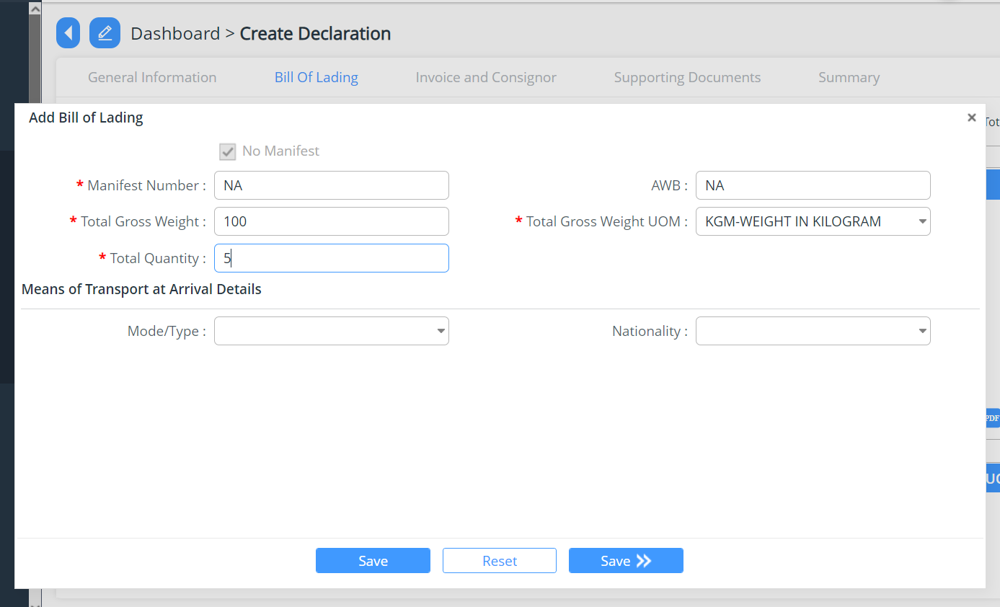 Dashboard > Create Declaration
General Information Bill Of Lading Invoice and Consignor Supporting Documents Summary
Add Bill of Lading
No Manifest
* Manifest Number : NA AWB : NA
* Total Gross Weight : 100 * Total Gross Weight UOM : KGM-WEIGHT IN KILOGRAM
* Total Quantity : 5
Means of Transport at Arrival Details
Mode/Type : Nationality :
PDF
Save Reset Save